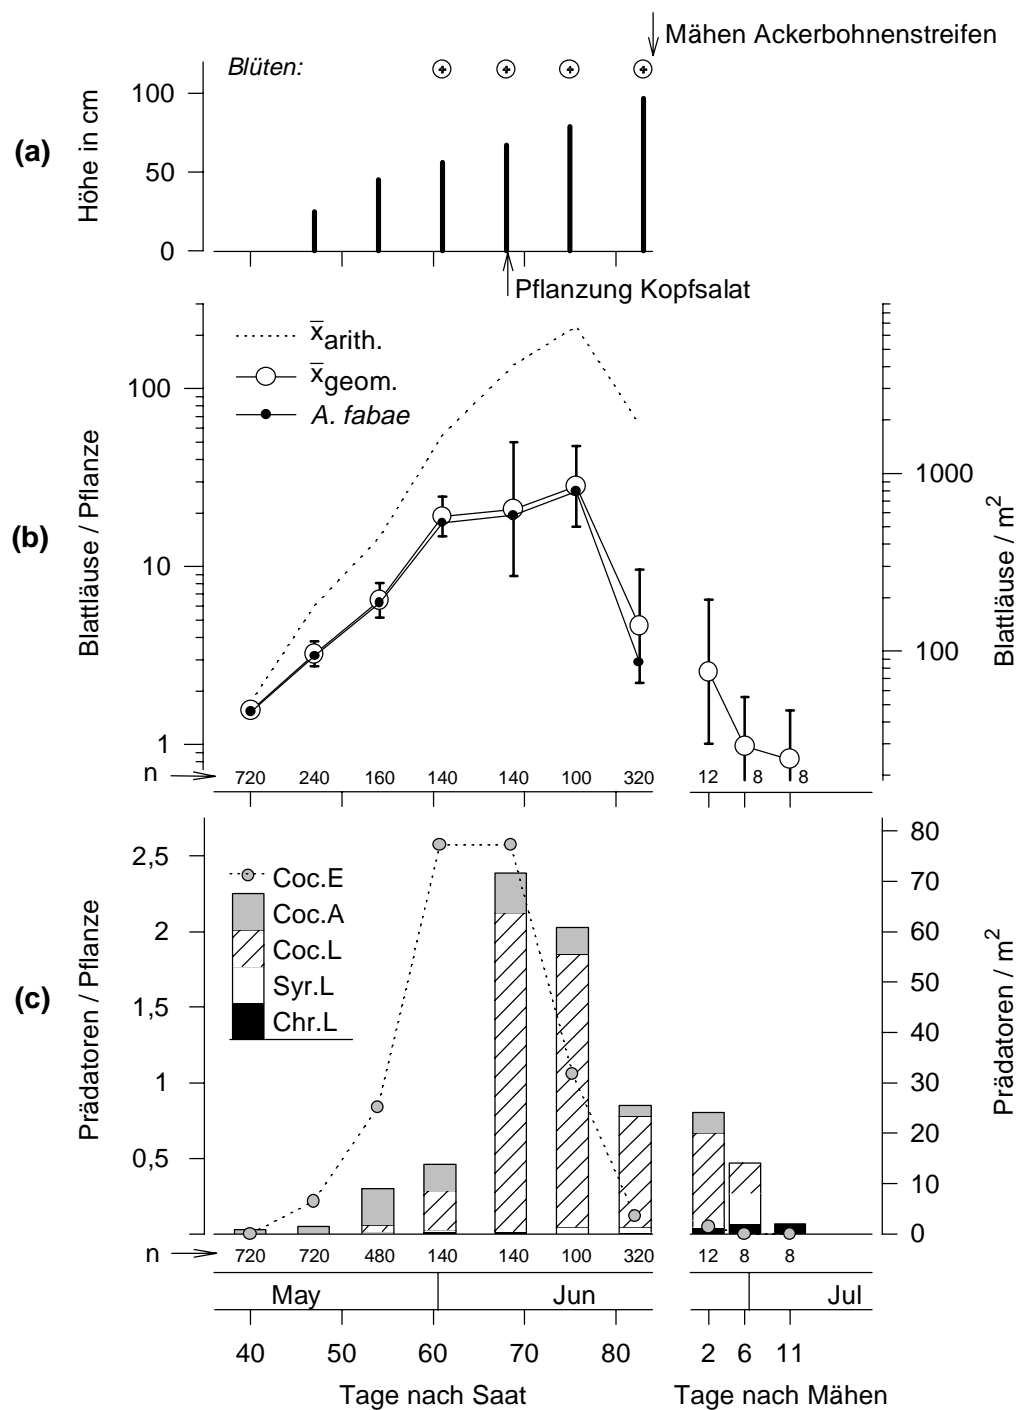 Mähen Ackerbohnenstreifen
Blüten:
(a)
Höhe in cm
100
50
0
Pflanzung Kopfsalat
(b)
Blattläuse / Pflanze
100
10
1
x̅arith.
x̅geom.
A. fabae
1000
100
Blattläuse / m²
n
720 240 160 140 140 100 320 12 8 8
(c)
Prädatoren / Pflanze
2,5
2
1,5
1
0,5
Coc.E
Coc.A
Coc.L
Syr.L
Chr.L
80
70
60
50
40
30
20
10
0
Prädatoren / m²
n
720 720 480 140 140 100 320 12 8 8
May Jun Jul
40 50 60 70 80 2 6 11
Tage nach Saat Tage nach Mähen